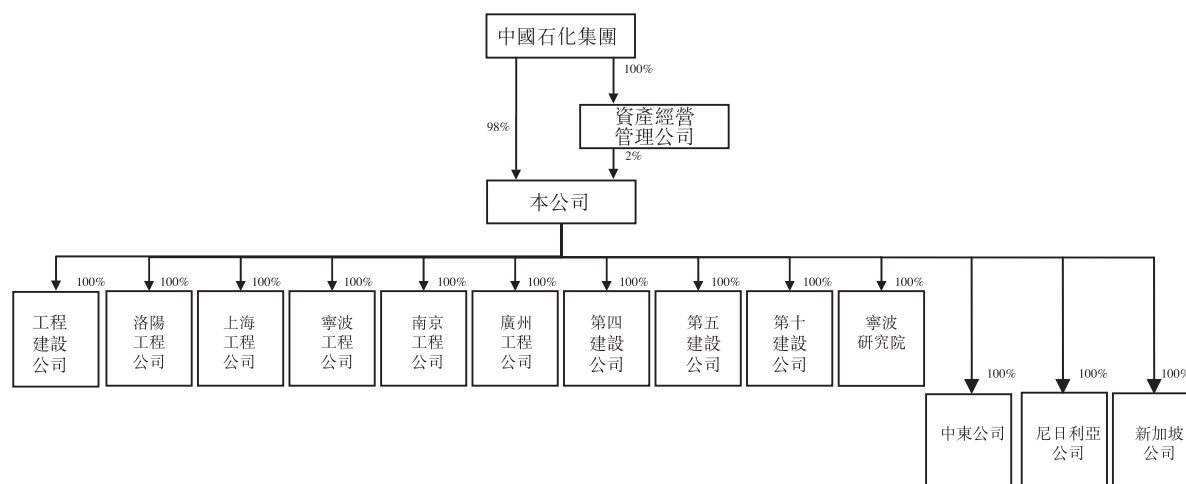 中國石化集團
100%
98%
資產經營
管理公司
2%
本公司
100%
100%
100%
100%
100%
100%
100%
100%
100%
100%
工程
建設
公司
洛陽
工程
公司
上海
工程
公司
寧波
工程
公司
南京
工程
公司
廣州
工程
公司
第四
建設
公司
第五
建設
公司
第十
建設
公司
寧波
研究院
100%
100%
100%
中東公司
尼日利亞
公司
新加坡
公司